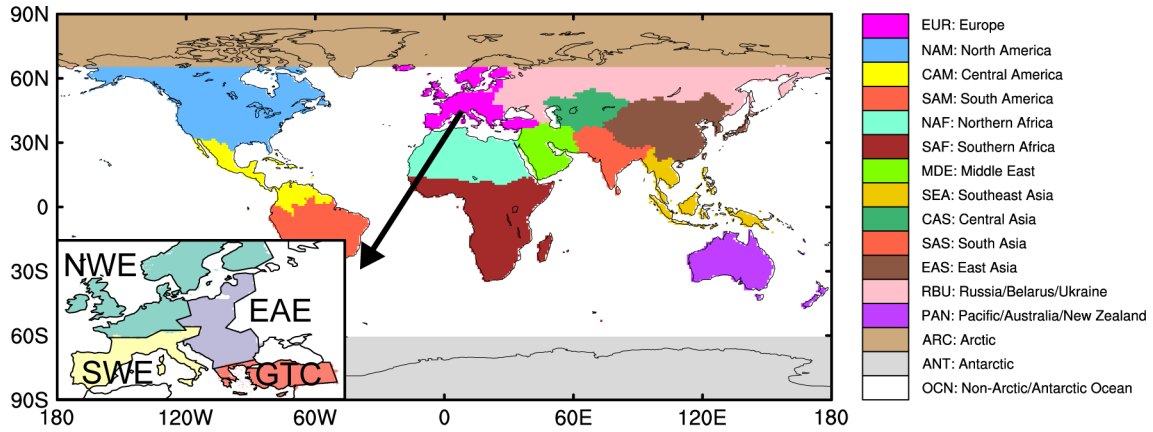 90N
60N
30N
0
30S
60S
90S
180
120W
60W
0
60E
120E
180
NWE
EAE
SWE
GTC
EUR: Europe
NAM: North America
CAM: Central America
SAM: South America
NAF: Northern Africa
SAF: Southern Africa
MDE: Middle East
SEA: Southeast Asia
CAS: Central Asia
SAS: South Asia
EAS: East Asia
RBU: Russia/Belarus/Ukraine
PAN: Pacific/Australia/New Zealand
ARC: Arctic
ANT: Antarctic
OCN: Non-Arctic/Antarctic Ocean